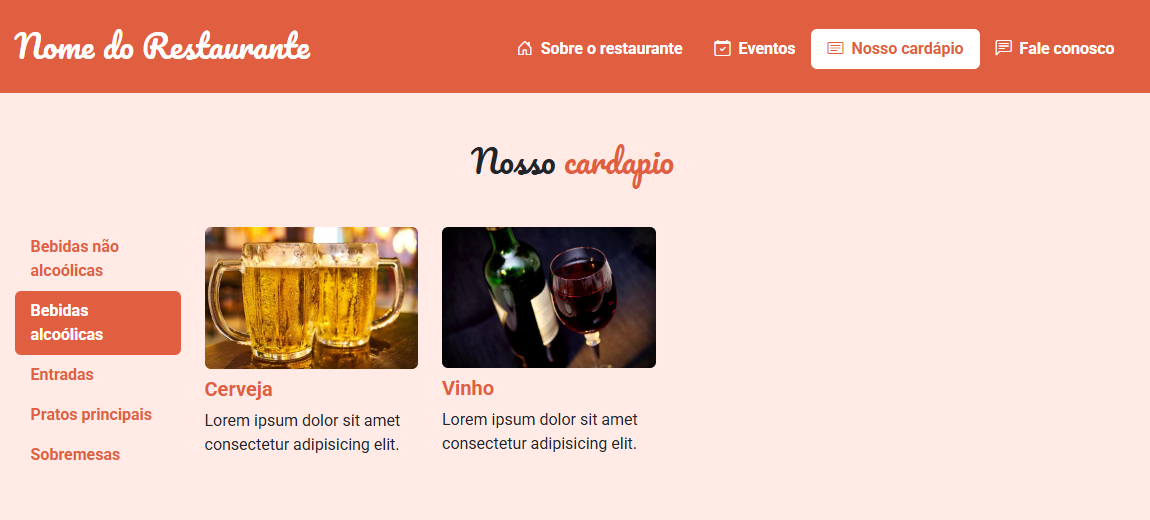 Nome do Restaurante
Sobre o restaurante
Eventos
Nosso cardápio
Fale conosco
Nosso cardapio
Bebidas não
alcoólicas
Bebidas
alcoólicas
Entradas
Pratos principais
Sobremesas
Cerveja
Lorem ipsum dolor sit amet
consectetur adipisicing elit.
Vinho
Lorem ipsum dolor sit amet
consectetur adipisicing elit.